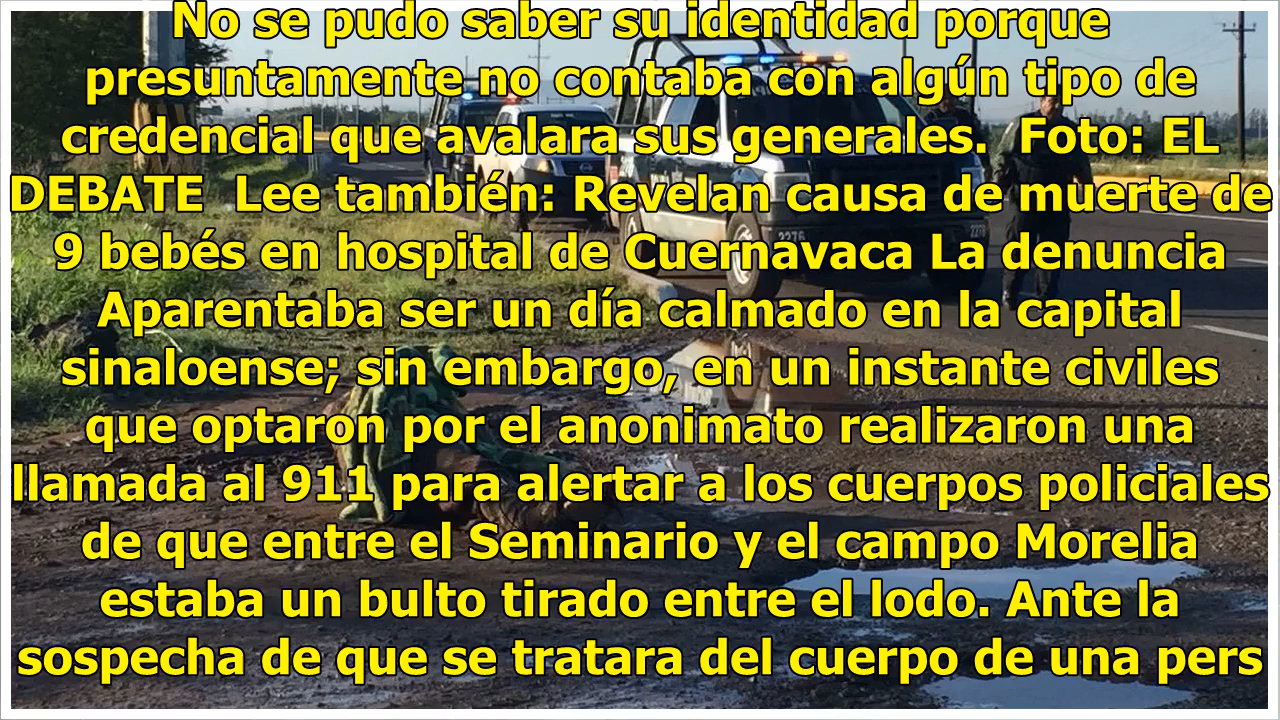 No se pudo saber su identidad porque
presuntamente no contaba con algún tipo de
credencial que avalara sus generales.  Foto: EL
DEBATE  Lee también: Revelan causa de muerte de
9 bebés en hospital de Cuernavaca La denuncia
Aparentaba ser un día calmado en la capital
sinaloense; sin embargo, en un instante civiles
que optaron por el anonimato realizaron una
llamada al 911 para alertar a los cuerpos policiales
de que entre el Seminario y el campo Morelia
estaba un bulto tirado entre el lodo. Ante la
sospecha de que se tratara del cuerpo de una pers
2276